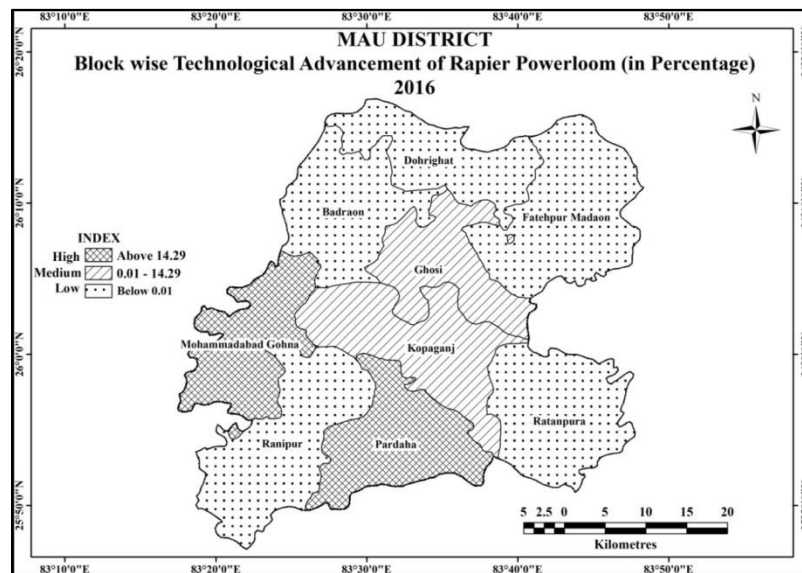 83°10'0"E 83°20'0"E 83°30'0"E 83°40'0"E 83°50'0"E
MAU DISTRICT
Block wise Technological Advancement of Rapier Powerloom (in Percentage)
2016
N
26°20'0"N
26°10'0"N
26°0'0"N
25°50'0"N
Dohrighat
Badraon
Fatehpur Madaon
Ghosi
Mohammadabad Gohna
Kopaganj
Ranipur
Pardaha
Ratanpura
INDEX
High Above 14.29
Medium 0.01 - 14.29
Low Below 0.01
5 2.5 0 5 10 15 20
Kilometres
83°10'0"E 83°20'0"E 83°30'0"E 83°40'0"E 83°50'0"E